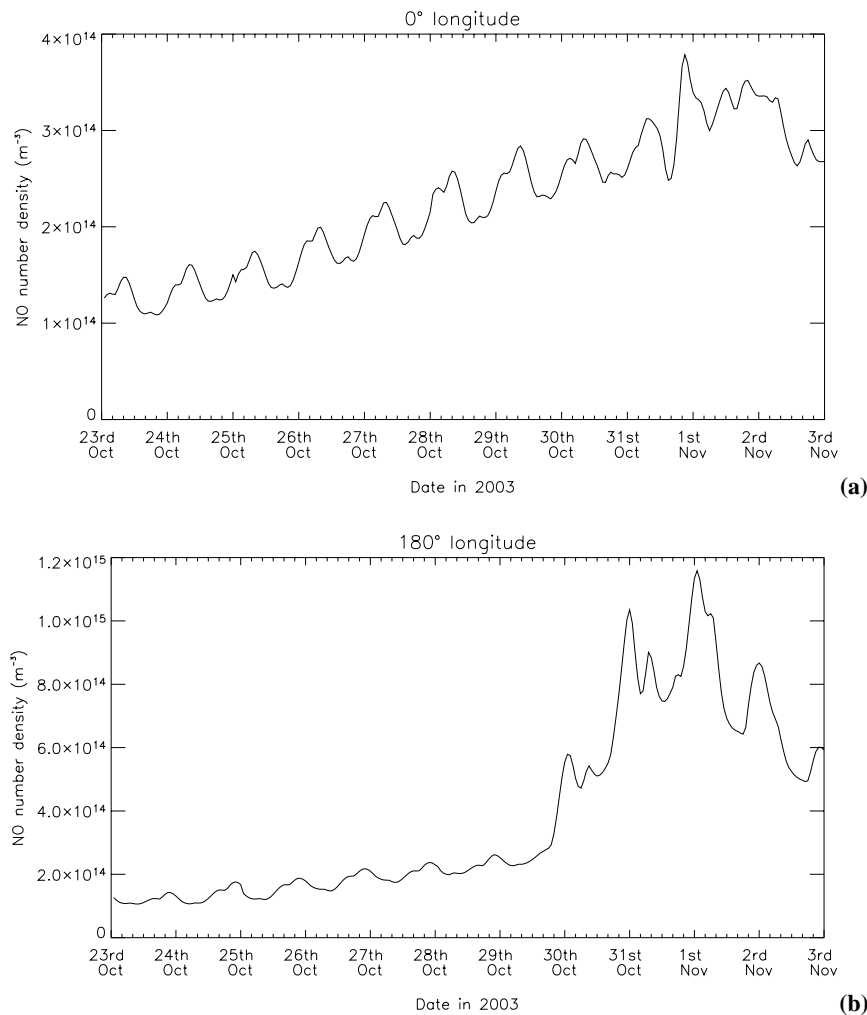 0° longitude
4×10¹⁴
3×10¹⁴
2×10¹⁴
1×10¹⁴
0
NO number density (m⁻³)
23rd 24th 25th 26th 27th 28th 29th 30th 31st 1st 2rd 3rd
Oct Oct Oct Oct Oct Oct Oct Oct Oct Nov Nov Nov
Date in 2003
(a)
180° longitude
1.2×10¹⁵
1.0×10¹⁵
8.0×10¹⁴
6.0×10¹⁴
4.0×10¹⁴
2.0×10¹⁴
0
NO number density (m⁻³)
23rd 24th 25th 26th 27th 28th 29th 30th 31st 1st 2rd 3rd
Oct Oct Oct Oct Oct Oct Oct Oct Oct Nov Nov Nov
Date in 2003
(b)